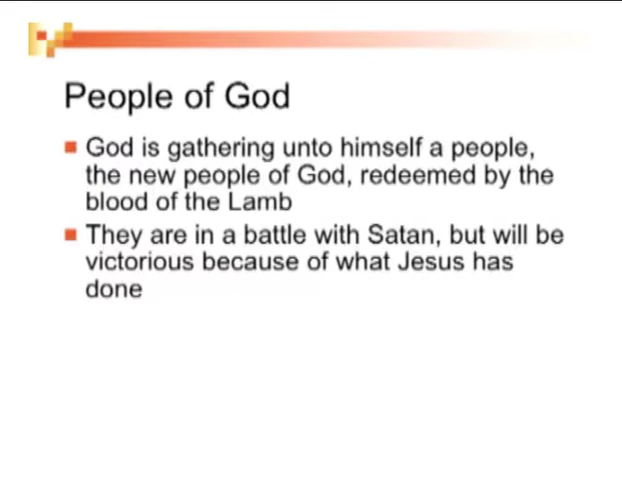 People of God
God is gathering unto himself a people,
the new people of God, redeemed by the
blood of the Lamb
They are in a battle with Satan, but will be
victorious because of what Jesus has
done